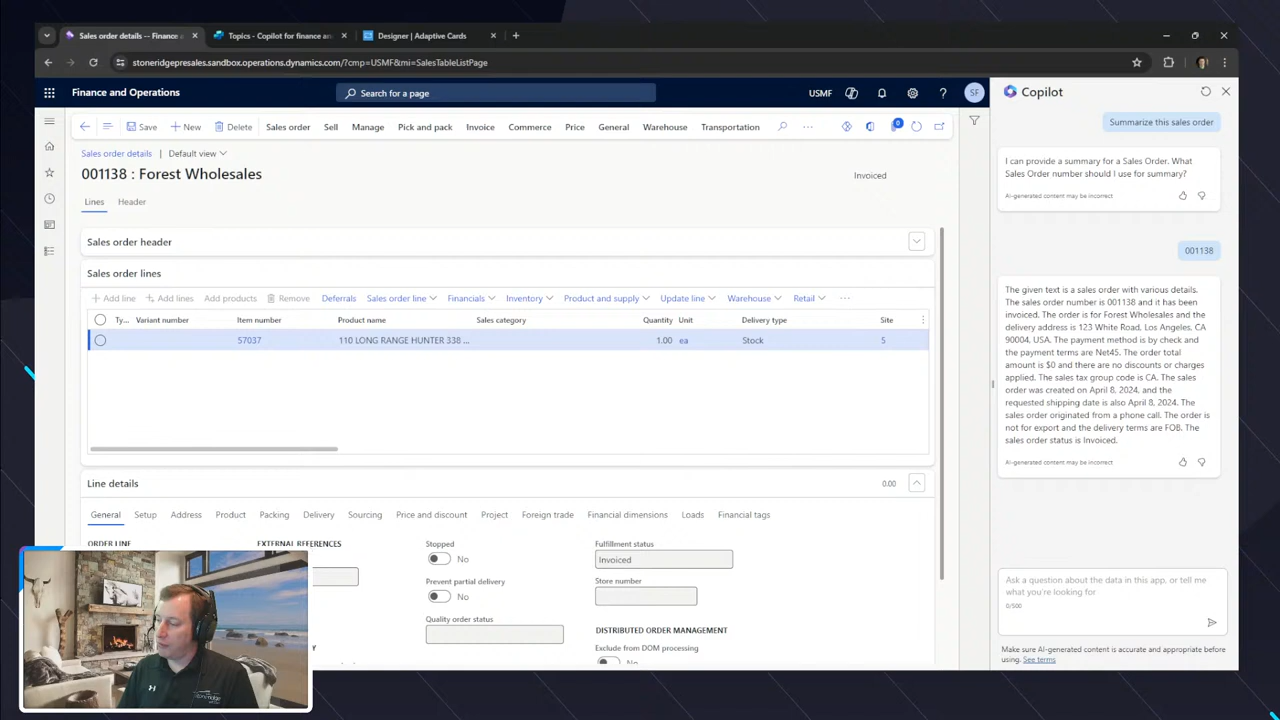 Sales order details -- Finance a
Topics - Copilot for finance an
Designer | Adaptive Cards
stoneridgepresales.sandbox.operations.dynamics.com/?cmp=USMF&mi=SalesTableListPage
Finance and Operations
Search for a page
USMF
SF
Copilot
Save
New
Delete
Sales order
Sell
Manage
Pick and pack
Invoice
Commerce
Price
General
Warehouse
Transportation
0
Sales order details | Default view
001138 : Forest Wholesales
Invoiced
Lines
Header
Sales order header
Sales order lines
Add line
Add lines
Add products
Remove
Deferrals
Sales order line
Financials
Inventory
Product and supply
Update line
Warehouse
Retail
Ty...
Variant number
Item number
Product name
Sales category
Quantity
Unit
Delivery type
Site
57037
110 LONG RANGE HUNTER 338 ...
1.00
ea
Stock
5
Line details
0.00
General
Setup
Address
Product
Packing
Delivery
Sourcing
Price and discount
Project
Foreign trade
Financial dimensions
Loads
Financial tags
ORDER LINE
EXTERNAL REFERENCES
Stopped
No
Prevent partial delivery
No
Quality order status
Fulfillment status
Invoiced
Store number
DISTRIBUTED ORDER MANAGEMENT
Exclude from DOM processing
No
Summarize this sales order
I can provide a summary for a Sales Order. What
Sales Order number should I use for summary?
AI-generated content may be incorrect
001138
The given text is a sales order with various details.
The sales order number is 001138 and it has been
invoiced. The order is for Forest Wholesales and
the delivery address is 123 White Road, Los Angeles, CA
90004, USA. The payment method is by check and
the payment terms are Net45. The order total
amount is $0 and there are no discounts or charges
applied. The sales tax group code is CA. The sales
order was created on April 8, 2024, and the
requested shipping date is also April 8, 2024. The
sales order originated from a phone call. The order is
not for export and the delivery terms are FOB. The
sales order status is Invoiced.
AI-generated content may be incorrect
Ask a question about the data in this app, or tell me
what you're looking for
0/500
Make sure AI-generated content is accurate and appropriate before
using. See terms